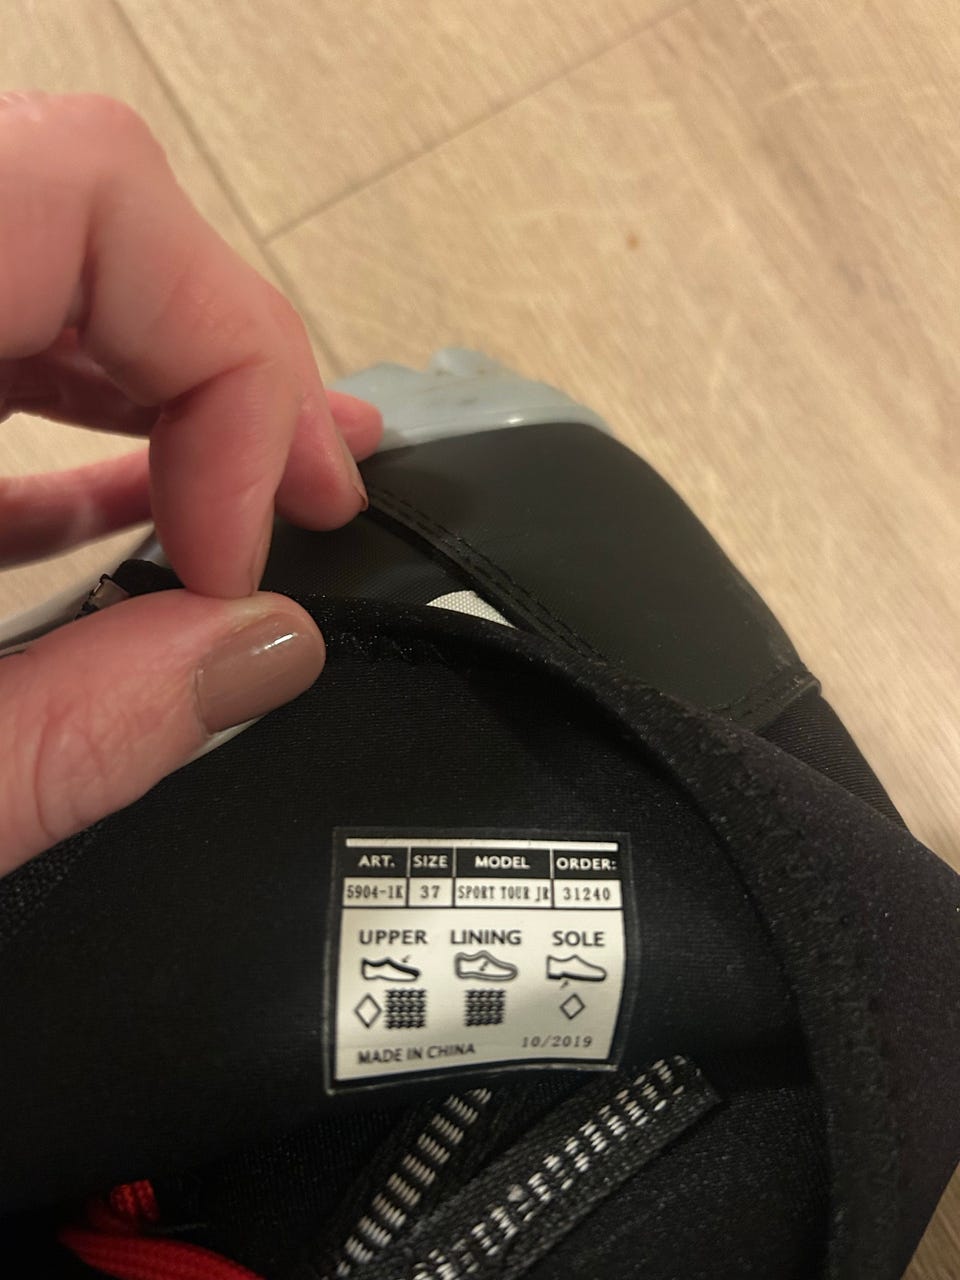 ART. SIZE MODEL ORDER:
5904-1K 37 SPORT TOUR JR 31240
UPPER LINING SOLE
MADE IN CHINA 10/2019